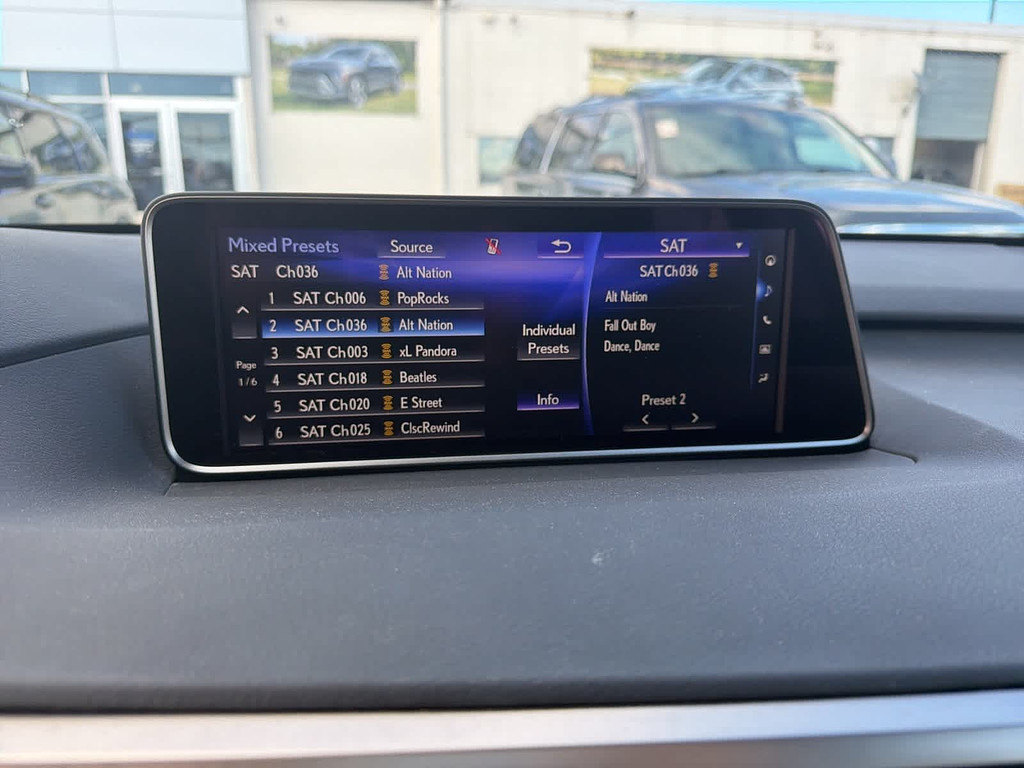 Mixed Presets Source
SAT Ch036 Alt Nation
1 SAT Ch006 PopRocks
2 SAT Ch036 Alt Nation
3 SAT Ch003 xL Pandora
4 SAT Ch018 Beatles
5 SAT Ch020 E Street
6 SAT Ch025 ClscRewind
Page
1/6
Individual
Presets
Info
SAT
SAT Ch036
Alt Nation
Fall Out Boy
Dance, Dance
Preset 2